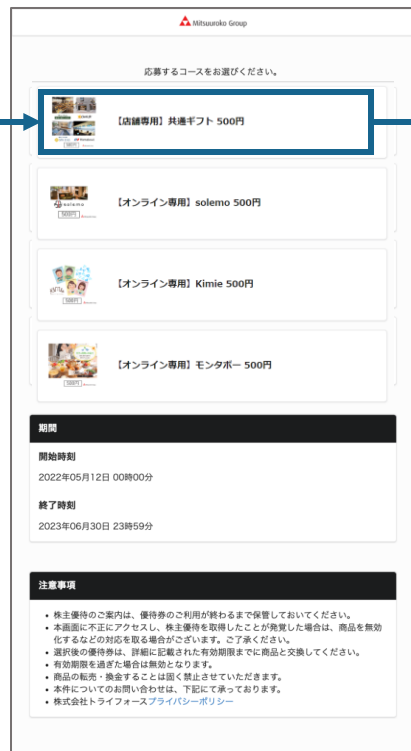 Mitsuuroko Group
応募するコースをお選びください。
【店舗専用】共通ギフト 500円
【オンライン専用】solemo 500円
solemo
500円
【オンライン専用】Kimie 500円
500円
【オンライン専用】モンタボー 500円
500円
期間
開始時刻
2022年05月12日 00時00分
終了時刻
2023年06月30日 23時59分
注意事項
• 株主優待のご案内は、優待券のご利用が終わるまで保管しておいてください。
• 本画面に不正にアクセスし、株主優待を取得したことが発覚した場合は、商品を無効
化するなどの対応を取る場合がございます。ご了承ください。
• 選択後の優待券は、詳細に記載された有効期限までに商品と交換してください。
• 有効期限を過ぎた場合は無効となります。
• 商品の転売・換金することは固く禁止させていただきます。
• 本件についてのお問い合わせは、下記にて承っております。
• 株式会社トライフォースプライバシーポリシー